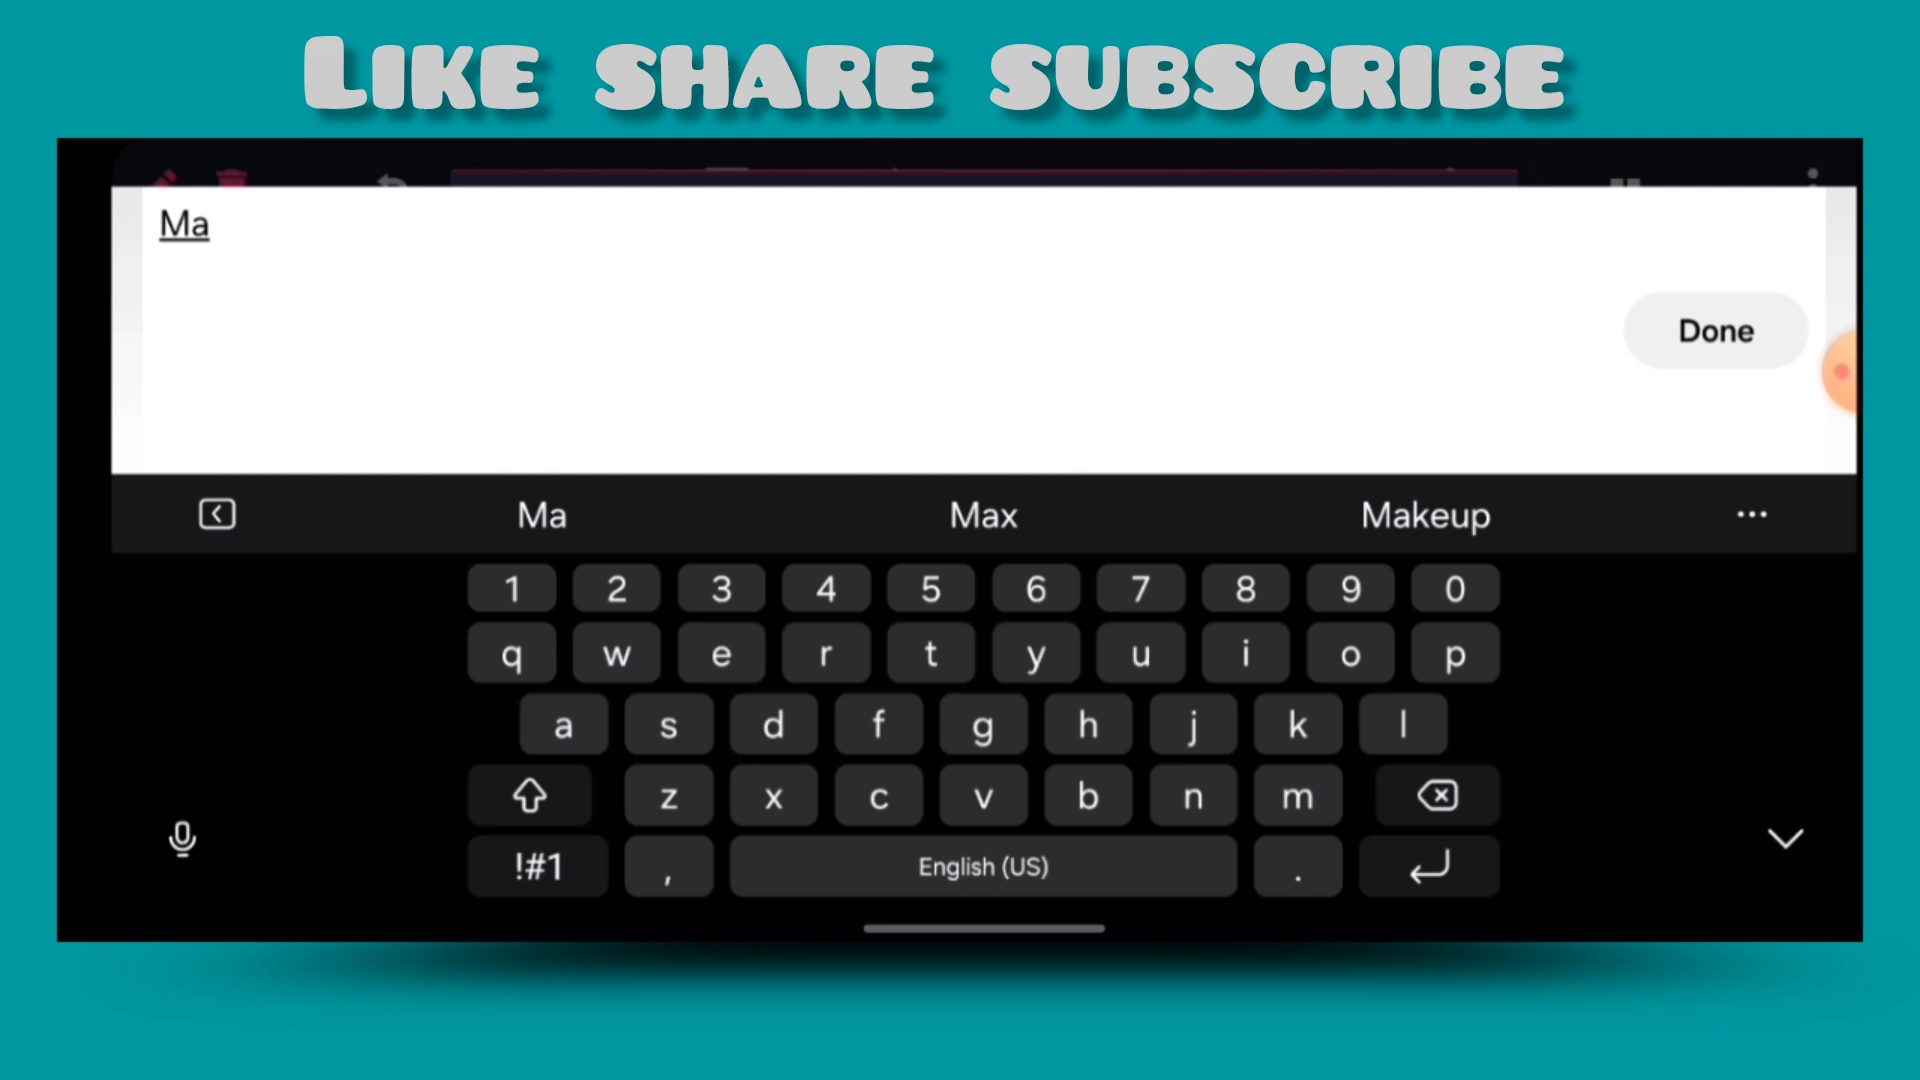 LIKE SHARE SUBSCRIBE
Ma
Done
Ma Max Makeup ...
1 2 3 4 5 6 7 8 9 0
q w e r t y u i o p
a s d f g h j k l
z x c v b n m
!#1 , English (US) .